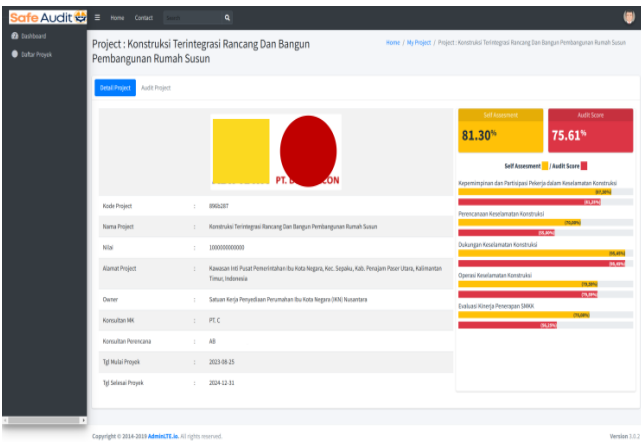 Safe Audit
Home Contact Search
Dashboard
Daftar Proyek
Project : Konstruksi Terintegrasi Rancang Dan Bangun
Pembangunan Rumah Susun
Home / My Project / Project : Konstruksi Terintegrasi Rancang Dan Bangun Pembangunan Rumah Susun
Detail Project Audit Project
PT.
Kode Project :
Nama Project : Konstruksi Terintegrasi Rancang Dan Bangun Pembangunan Rumah Susun
Nilai : 1000000000000
Alamat Project : Kawasan Inti Pusat Pemerintahan Ibu Kota Negara, Kec. Sepaku, Kab. Penajam Paser Utara, Kalimantan
Timur, Indonesia
Owner : Satuan Kerja Penyediaan Perumahan Ibu Kota Negara (IKN) Nusantara
Konsultan MK : PT. C
Konsultan Perencana : AB
Tgl Mulai Proyek : 2023-08-25
Tgl Selesai Proyek : 2024-12-31
Self Assesment
81.30%
Audit Score
75.61%
Self Assesment / Audit Score
Kepemimpinan dan Partisipasi Pekerja dalam Keselamatan Konstruksi
Perencanaan Keselamatan Konstruksi
Dukungan Keselamatan Konstruksi
Operasi Keselamatan Konstruksi
Evaluasi Kinerja Penerapan SMKK
Copyright © 2014-2019 AdminLTE.io. All rights reserved.
Version 3.0.2